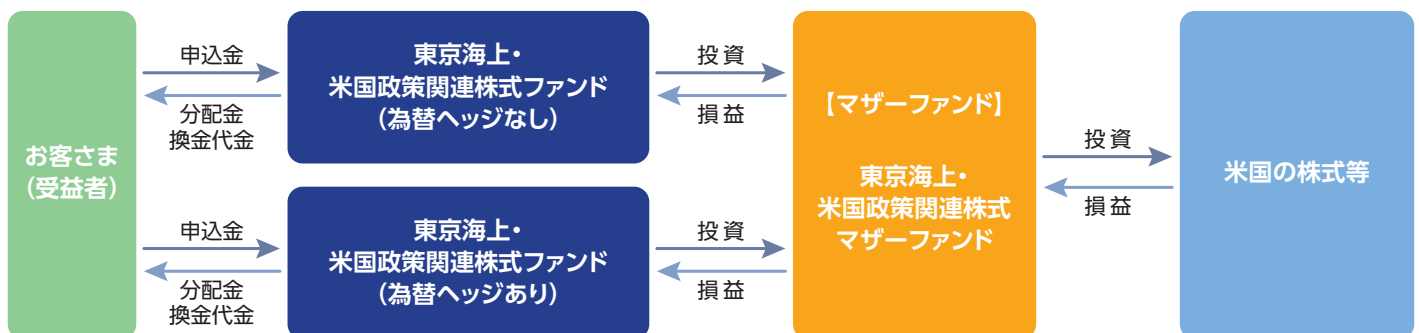 お客さま
(受益者)
申込金
分配金
換金代金
東京海上・
米国政策関連株式ファンド
(為替ヘッジなし)
投資
損益
申込金
分配金
換金代金
東京海上・
米国政策関連株式ファンド
(為替ヘッジあり)
投資
損益
【マザーファンド】
東京海上・
米国政策関連株式
マザーファンド
投資
損益
米国の株式等